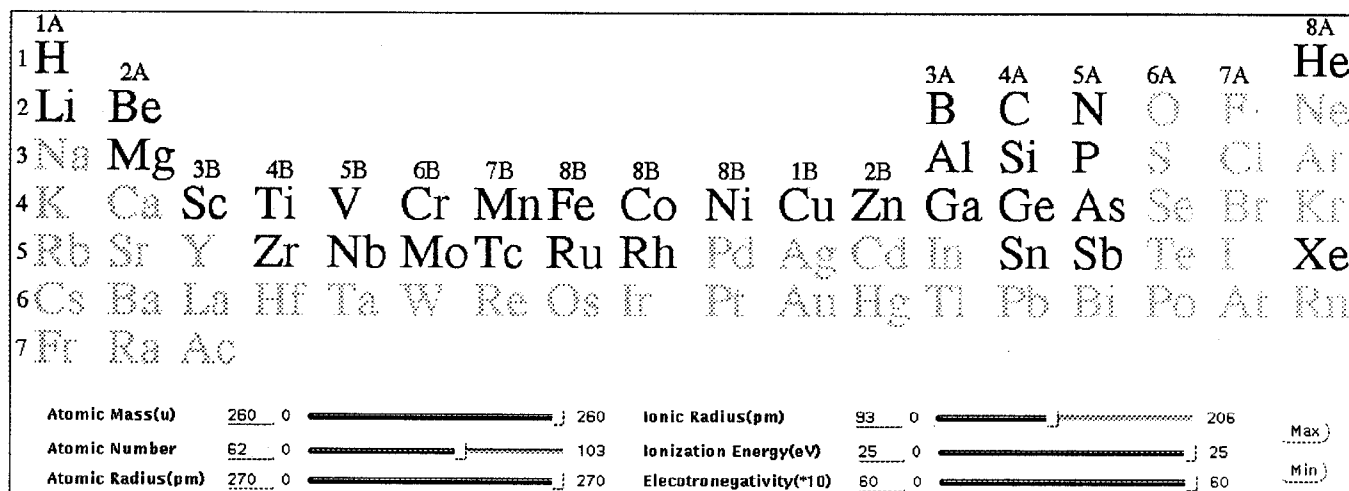 1A 8A
1 H He
2A 3A 4A 5A 6A 7A
2 Li Be B C N O F Ne
3 Na Mg Al Si P S Cl Ar
3B 4B 5B 6B 7B 8B 8B 8B 1B 2B
4 K Ca Sc Ti V Cr Mn Fe Co Ni Cu Zn Ga Ge As Se Br Kr
5 Rb Sr Y Zr Nb Mo Tc Ru Rh Pd Ag Cd In Sn Sb Te I Xe
6 Cs Ba La Hf Ta W Re Os Ir Pt Au Hg Tl Pb Bi Po At Rn
7 Fr Ra Ac
Atomic Mass(u) 260 0 260 Ionic Radius(pm) 93 0 206
Max
Atomic Number 62 0 103 Ionization Energy(eV) 25 0 25
Min
Atomic Radius(pm) 270 0 270 Elecotronegativity(*10) 60 0 60